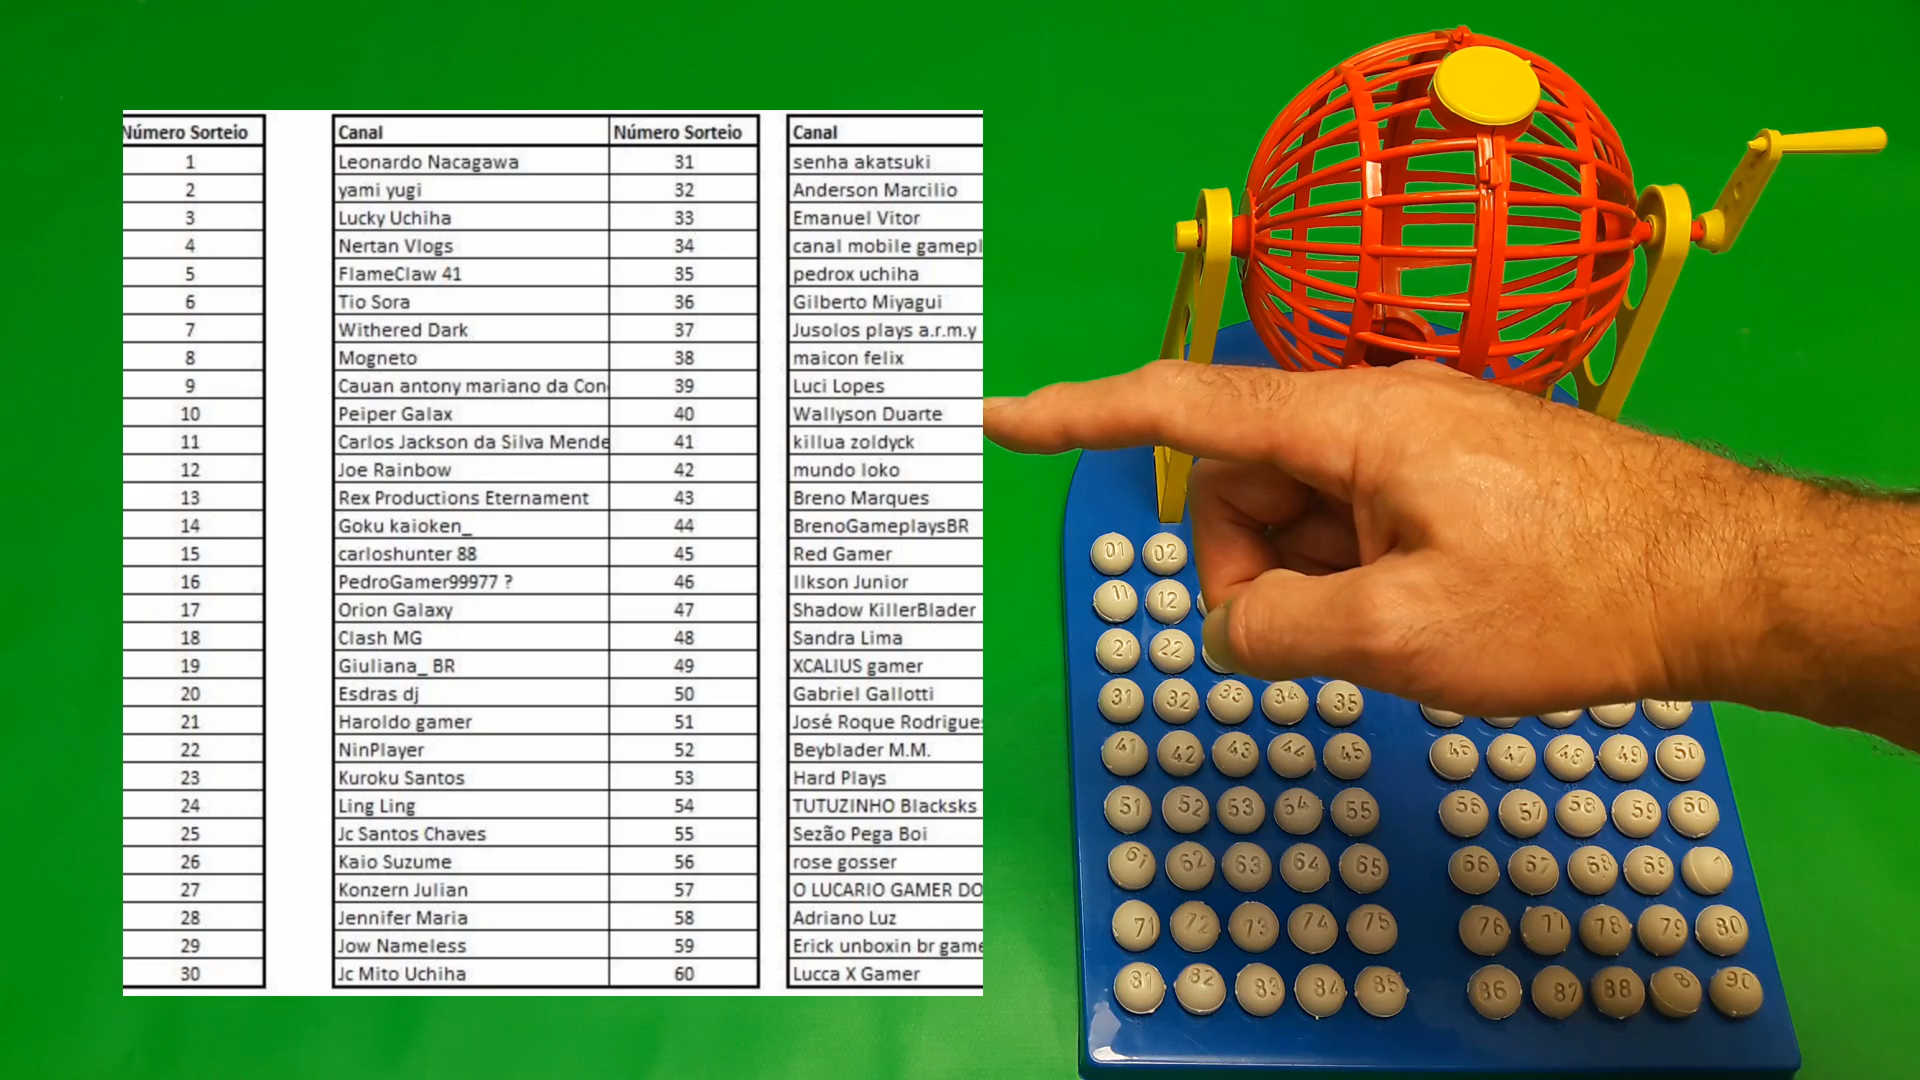 Número Sorteio Canal Número Sorteio Canal
1 Leonardo Nacagawa 31 senha akatsuki
2 yami yugi 32 Anderson Marcilio
3 Lucky Uchiha 33 Emanuel Vitor
4 Nertan Vlogs 34 canal mobile gamepl
5 FlameClaw 41 35 pedrox uchiha
6 Tio Sora 36 Gilberto Miyagui
7 Withered Dark 37 Jusolos plays a.r.m.y
8 Mogneto 38 maicon felix
9 Cauan antony mariano da Con 39 Luci Lopes
10 Peiper Galax 40 Wallyson Duarte
11 Carlos Jackson da Silva Mende 41 killua zoldyck
12 Joe Rainbow 42 mundo loko
13 Rex Productions Eternament 43 Breno Marques
14 Goku kaioken_ 44 BrenoGameplaysBR
15 carloshunter 88 45 Red Gamer
16 PedroGamer99977 ? 46 Ilkson Junior
17 Orion Galaxy 47 Shadow KillerBlader
18 Clash MG 48 Sandra Lima
19 Giuliana_ BR 49 XCALIUS gamer
20 Esdras dj 50 Gabriel Gallotti
21 Haroldo gamer 51 José Roque Rodrigue
22 NinPlayer 52 Beyblader M.M.
23 Kuroku Santos 53 Hard Plays
24 Ling Ling 54 TUTUZINHO Blacksks
25 Jc Santos Chaves 55 Sezão Pega Boi
26 Kaio Suzume 56 rose gosser
27 Konzern Julian 57 O LUCARIO GAMER DO
28 Jennifer Maria 58 Adriano Luz
29 Jow Nameless 59 Erick unboxin br game
30 Jc Mito Uchiha 60 Lucca X Gamer
01 02
11 12
21 22
31 32 33 34 35
41 42 43 44 45 46 47 48 49 50
51 52 53 54 55 56 57 58 59 60
61 62 63 64 65 66 67 68 69
71 72 73 74 75 76 77 78 79 80
81 82 83 84 85 86 87 88 8 90